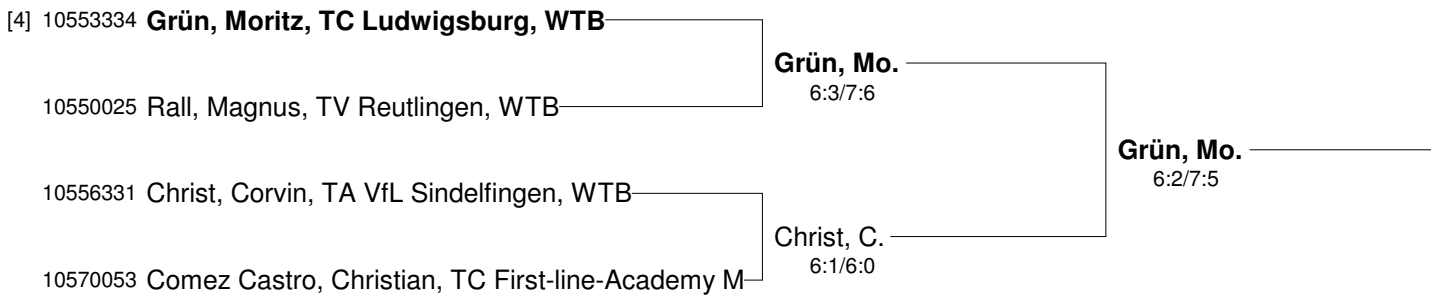 [4] 10553334 Grün, Moritz, TC Ludwigsburg, WTB
Grün, Mo.
6:3/7:6
10550025 Rall, Magnus, TV Reutlingen, WTB
Grün, Mo.
6:2/7:5
10556331 Christ, Corvin, TA VfL Sindelfingen, WTB
Christ, C.
6:1/6:0
10570053 Comez Castro, Christian, TC First-line-Academy M